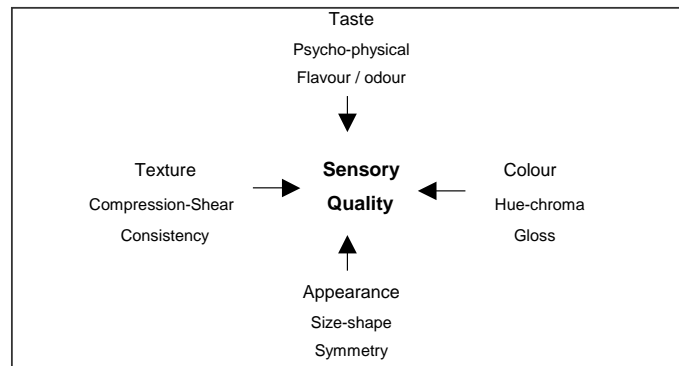 Taste
Psycho-physical
Flavour / odour
Texture
Compression-Shear
Consistency
Sensory
Quality
Colour
Hue-chroma
Gloss
Appearance
Size-shape
Symmetry